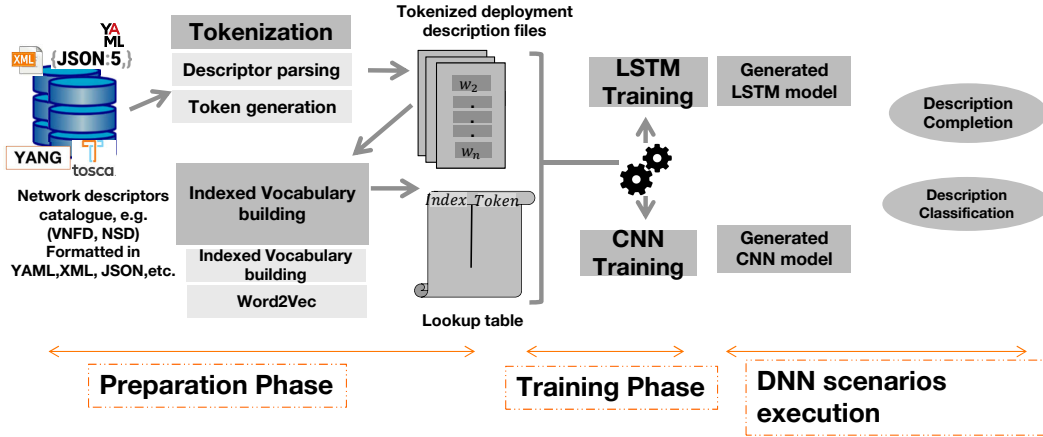 YA
ML
XML
{JSON:5,}
YANG
tosca
Network descriptors
catalogue, e.g.
(VNFD, NSD)
Formatted in
YAML,XML, JSON,etc.
Tokenization
Descriptor parsing
Token generation
Indexed Vocabulary
building
Indexed Vocabulary
building
Word2Vec
Tokenized deployment
description files
w2
.
.
.
wn
Index Token
Lookup table
LSTM
Training
CNN
Training
Generated
LSTM model
Generated
CNN model
Description
Completion
Description
Classification
Preparation Phase
Training Phase
DNN scenarios
execution